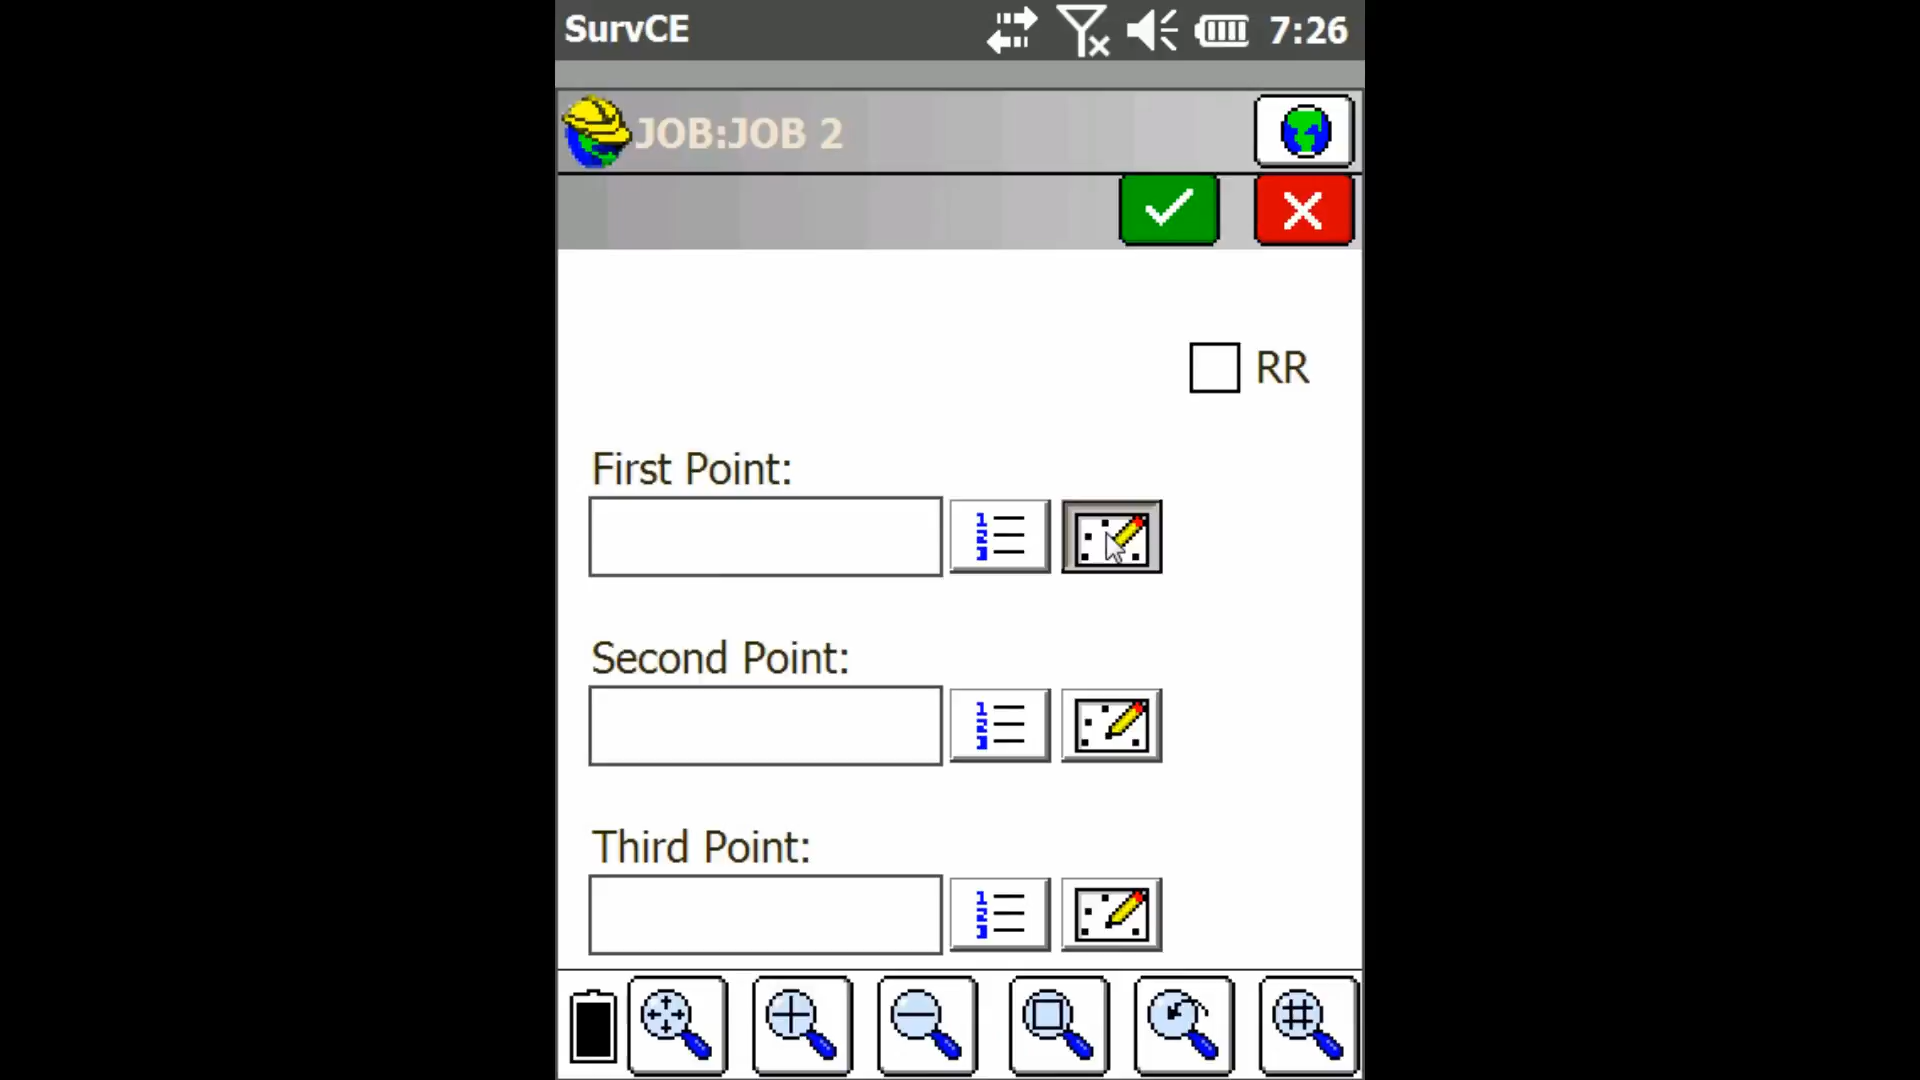 SurvCE 7:26
JOB:JOB 2
RR
First Point:
Second Point:
Third Point: